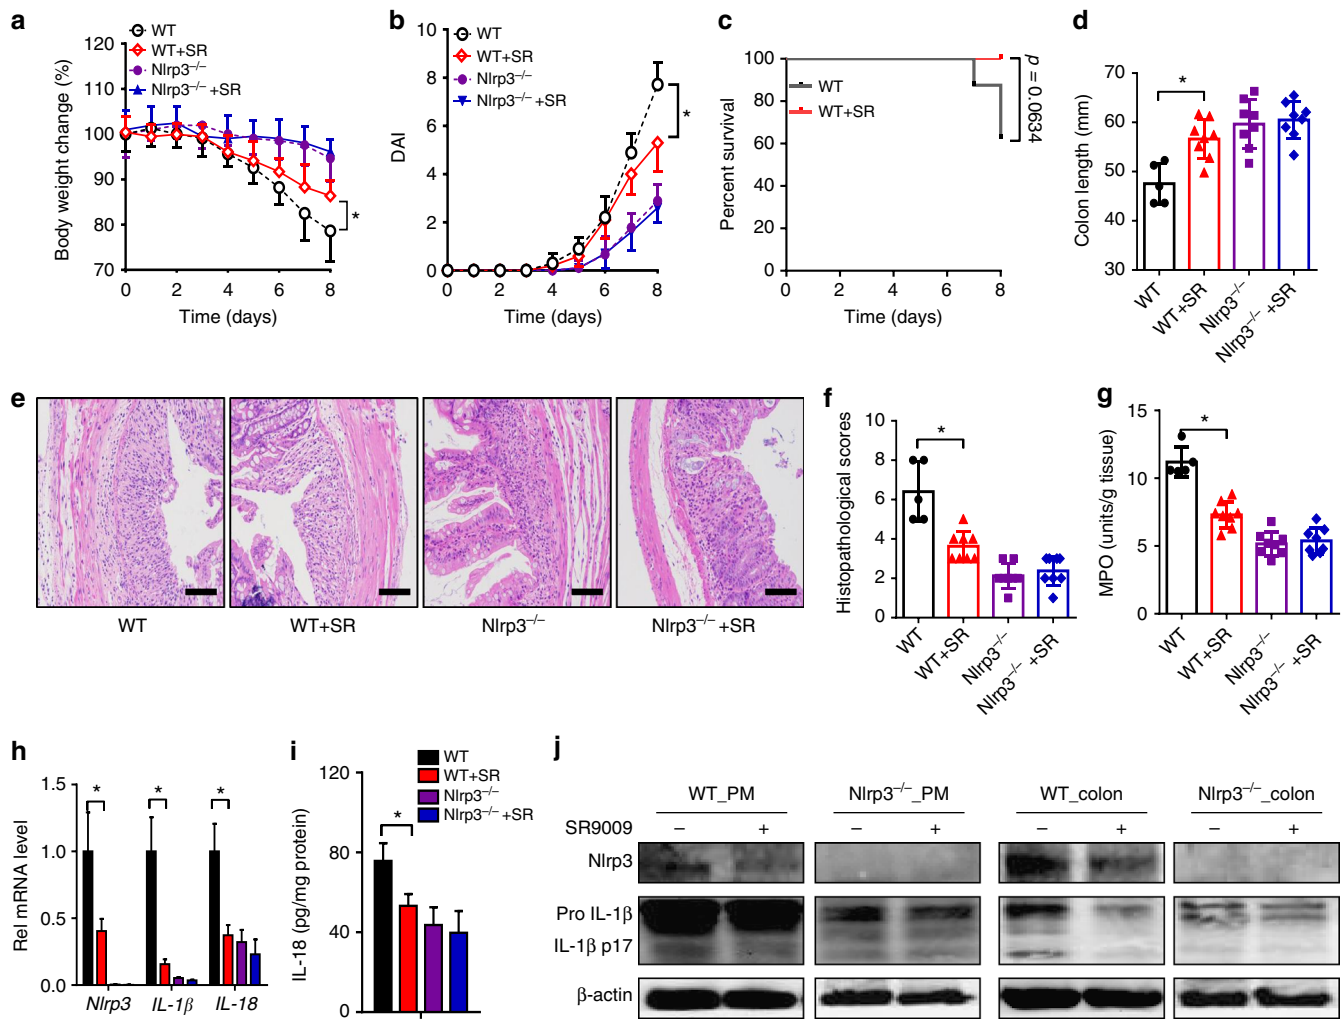 a
WT
WT+SR
Nlrp3–/–
Nlrp3–/– +SR
Body weight change (%)
120
110
100
90
80
70
0 2 4 6 8
Time (days)
*
b
WT
WT+SR
Nlrp3–/–
Nlrp3–/– +SR
DAI
10
8
6
4
2
0
0 2 4 6 8
Time (days)
*
c
WT
WT+SR
Percent survival
100
80
60
40
20
0
0 2 4 6 8
Time (days)
p = 0.0634
d
Colon length (mm)
70
60
50
40
30
*
WT
WT+SR
Nlrp3–/–
Nlrp3–/– +SR
e
WT
WT+SR
Nlrp3–/–
Nlrp3–/– +SR
f
Histopathological scores
10
8
6
4
2
0
*
WT
WT+SR
Nlrp3–/–
Nlrp3–/– +SR
g
MPO (units/g tissue)
15
10
5
0
*
WT
WT+SR
Nlrp3–/–
Nlrp3–/– +SR
h
Rel mRNA level
1.5
1.0
0.5
0.0
* * *
Nlrp3 IL-1β IL-18
i
WT
WT+SR
Nlrp3–/–
Nlrp3–/– +SR
IL-18 (pg/mg protein)
120
80
40
0
*
j
WT_PM Nlrp3–/–_PM WT_colon Nlrp3–/–_colon
SR9009 – + – + – + – +
Nlrp3
Pro IL-1β
IL-1β p17
β-actin